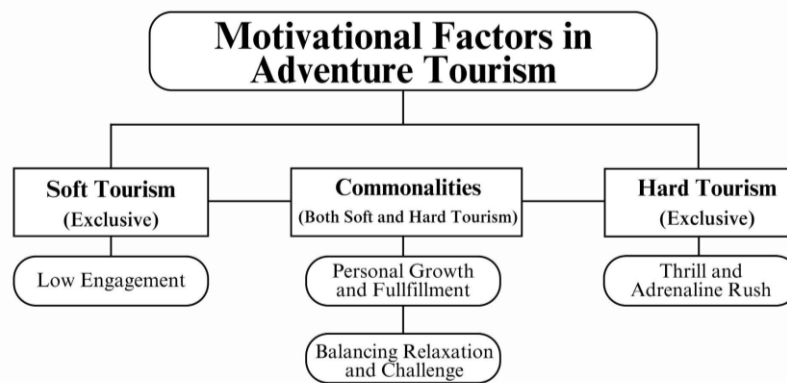 Motivational Factors in
Adventure Tourism
Soft Tourism
(Exclusive)
Commonalities
(Both Soft and Hard Tourism)
Hard Tourism
(Exclusive)
Low Engagement
Personal Growth
and Fullfillment
Thrill and
Adrenaline Rush
Balancing Relaxation
and Challenge